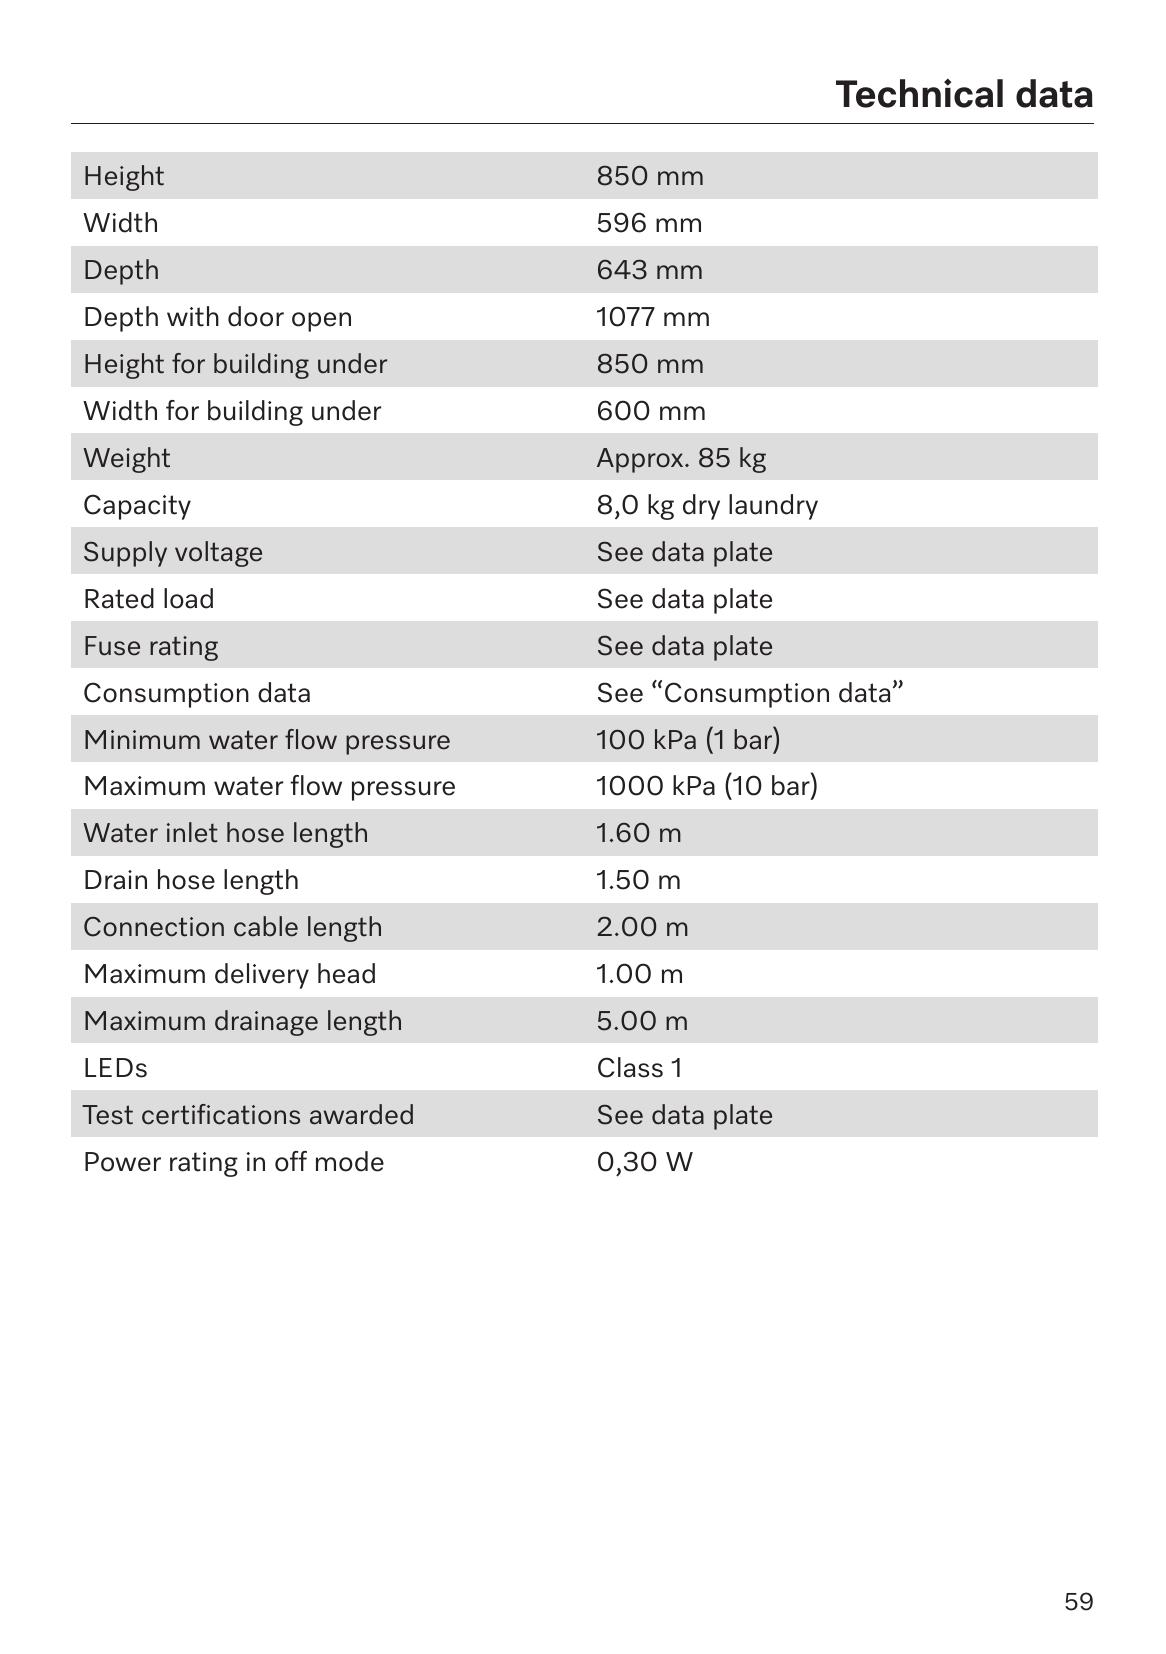 Technical data
Height 850 mm
Width 596 mm
Depth 643 mm
Depth with door open 1077 mm
Height for building under 850 mm
Width for building under 600 mm
Weight Approx. 85 kg
Capacity 8,0 kg dry laundry
Supply voltage See data plate
Rated load See data plate
Fuse rating See data plate
Consumption data See “Consumption data”
Minimum water flow pressure 100 kPa (1 bar)
Maximum water flow pressure 1000 kPa (10 bar)
Water inlet hose length 1.60 m
Drain hose length 1.50 m
Connection cable length 2.00 m
Maximum delivery head 1.00 m
Maximum drainage length 5.00 m
LEDs Class 1
Test certifications awarded See data plate
Power rating in off mode 0,30 W
59